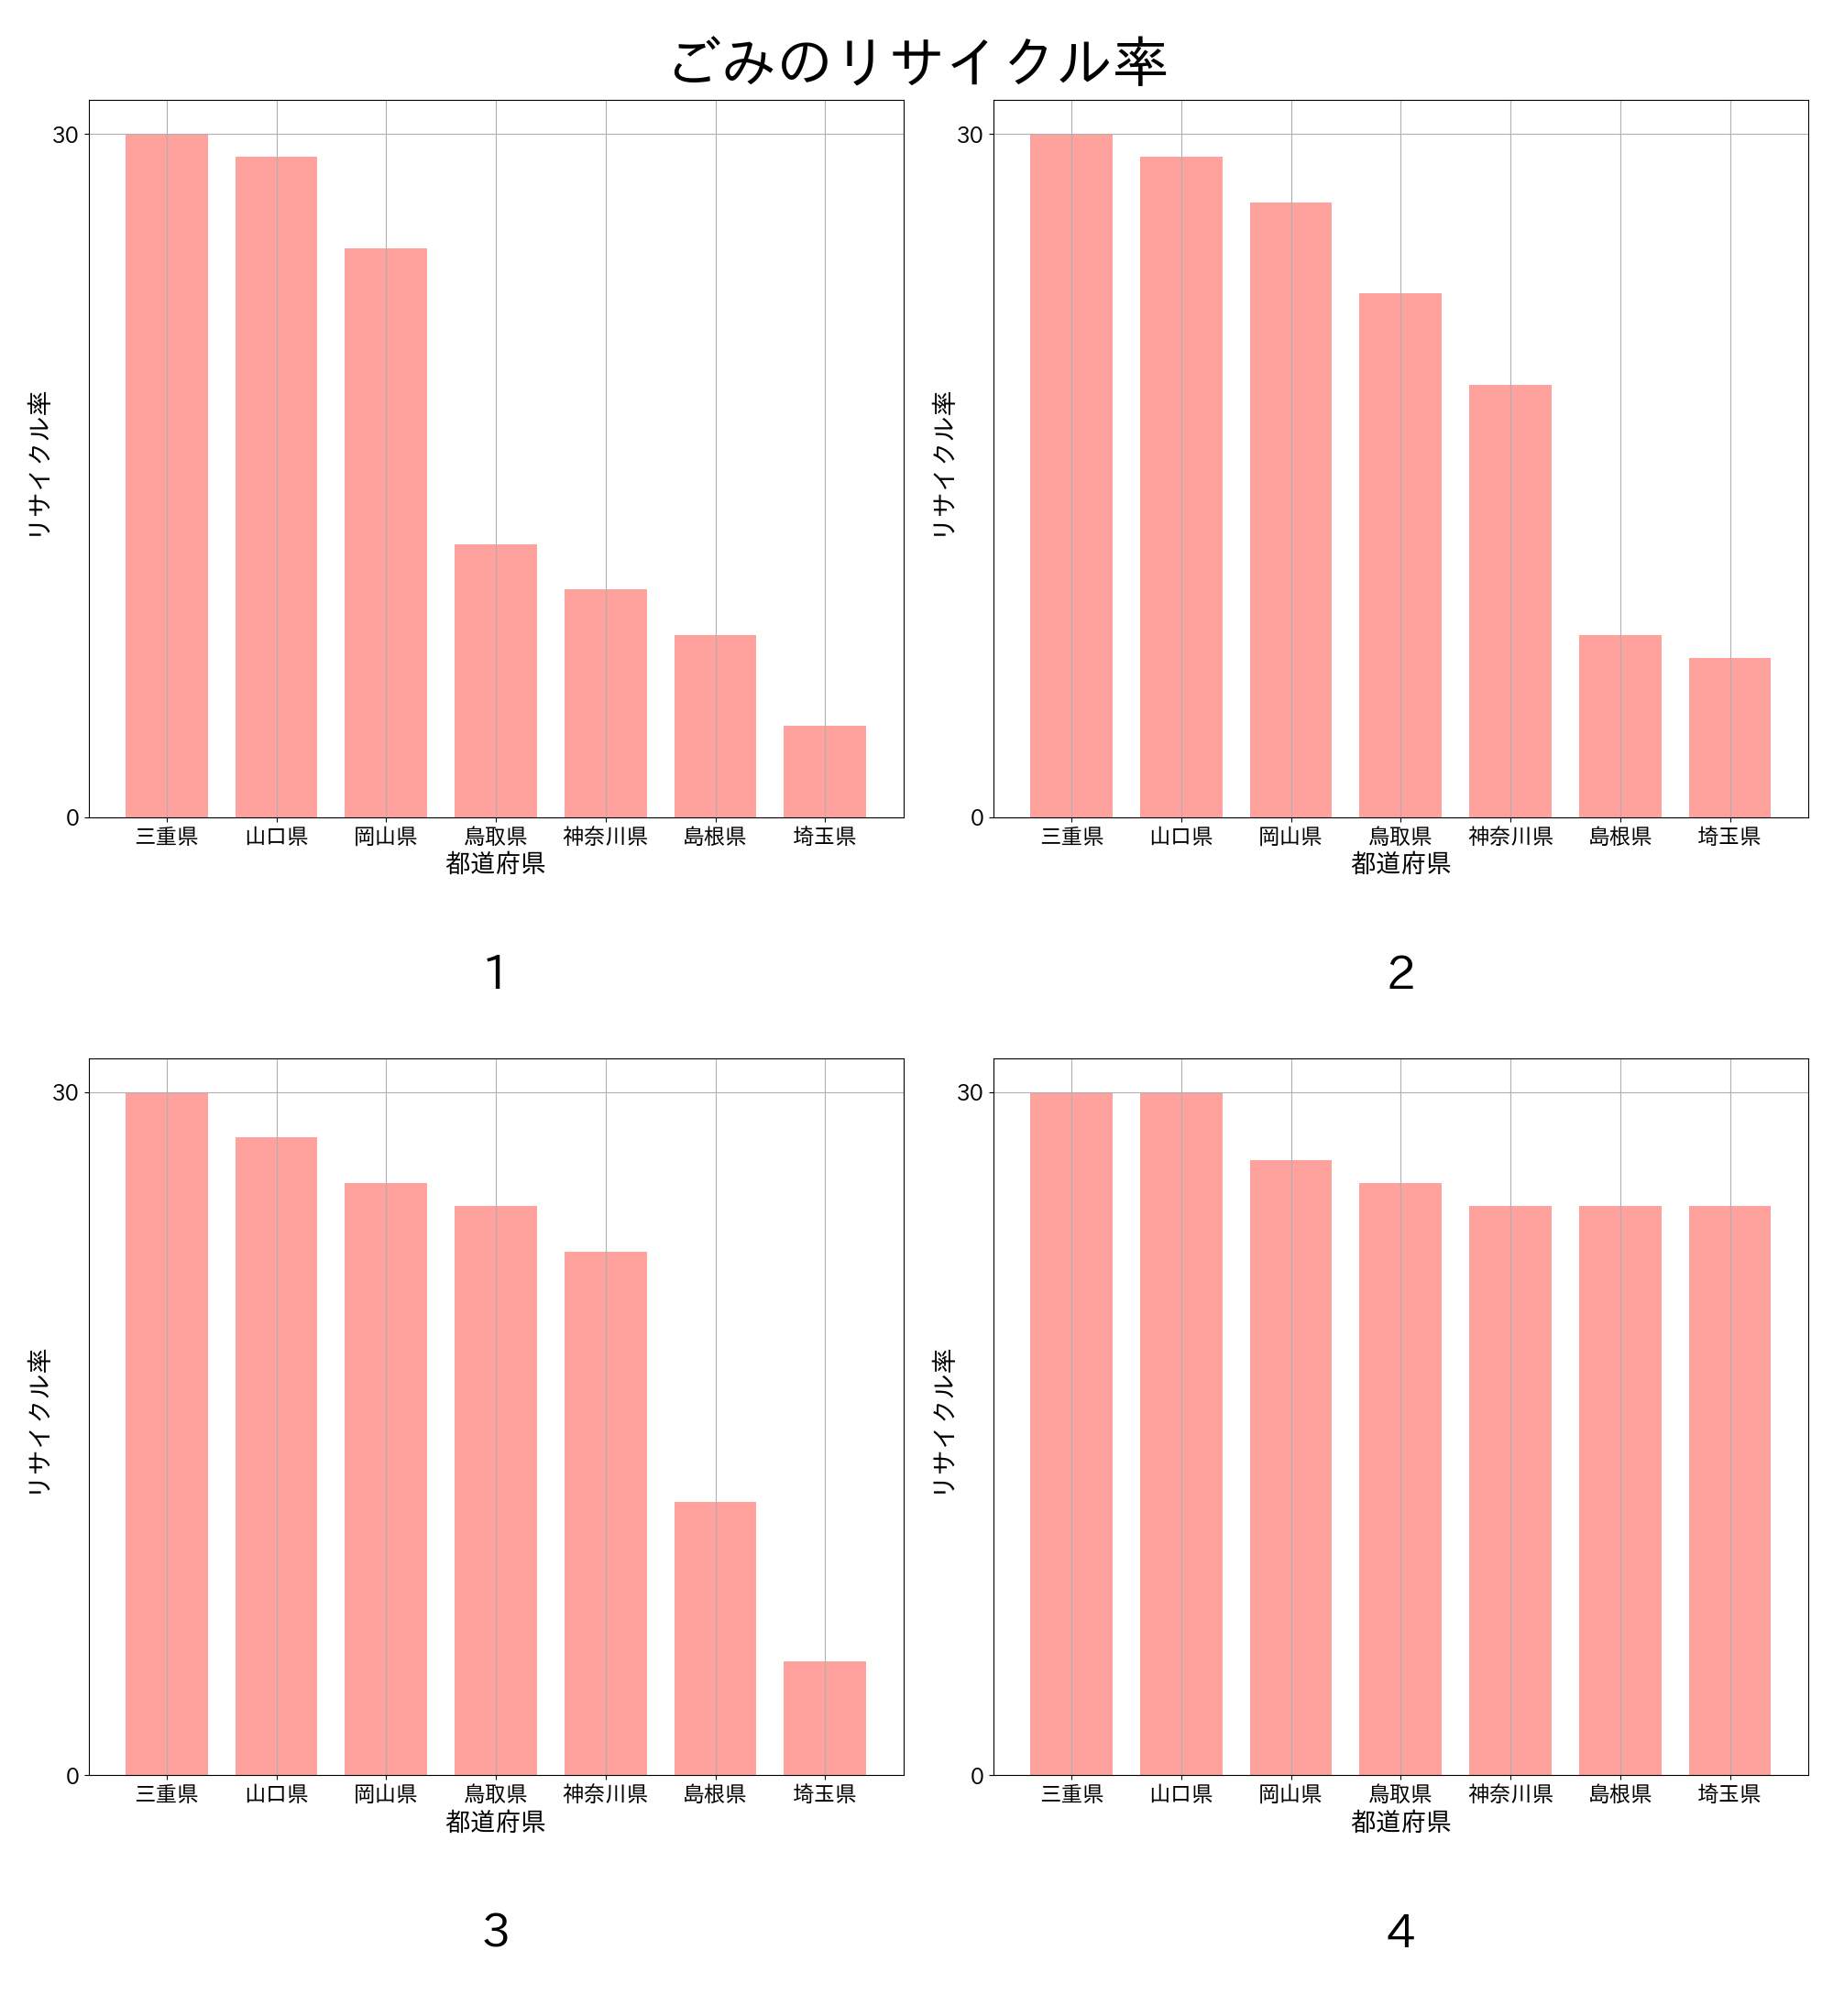 ごみのリサイクル率
30
0
リサイクル率
三重県 山口県 岡山県 鳥取県 神奈川県 島根県 埼玉県
都道府県
1
30
0
リサイクル率
三重県 山口県 岡山県 鳥取県 神奈川県 島根県 埼玉県
都道府県
2
30
0
リサイクル率
三重県 山口県 岡山県 鳥取県 神奈川県 島根県 埼玉県
都道府県
3
30
0
リサイクル率
三重県 山口県 岡山県 鳥取県 神奈川県 島根県 埼玉県
都道府県
4